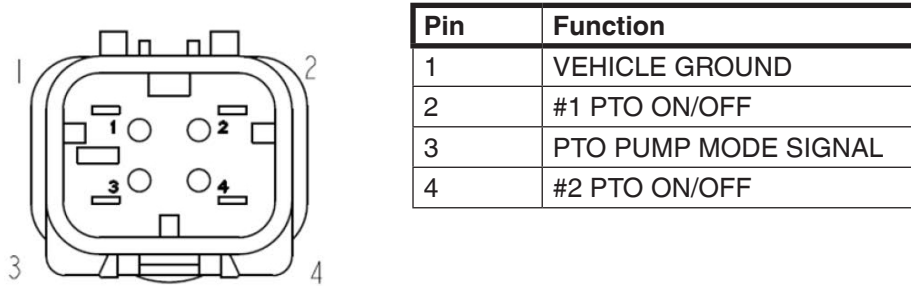 1 2
1 2
3 4
3 4
Pin Function
1 VEHICLE GROUND
2 #1 PTO ON/OFF
3 PTO PUMP MODE SIGNAL
4 #2 PTO ON/OFF